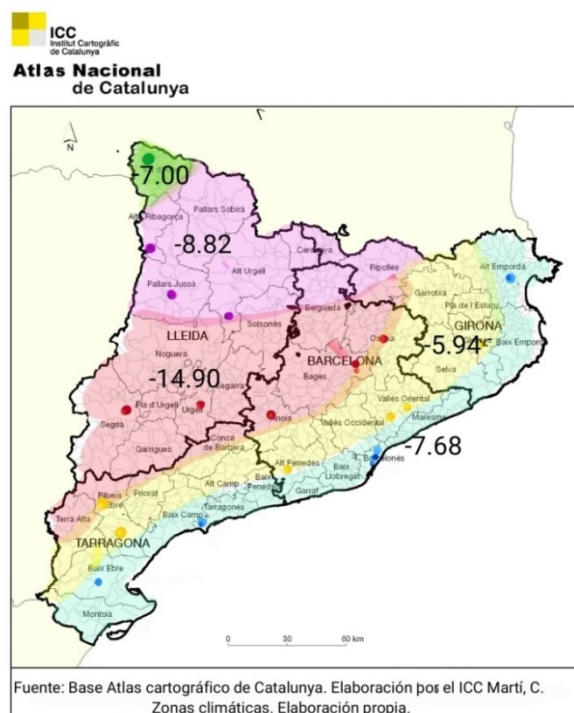 ICC
Institut Cartogràfic
de Catalunya
Atlas Nacional
de Catalunya
N
-7.00
Alta Ribagorça
Pallars Sobirà
-8.82
Cerdanya
Pallars Jussà
Alt Urgell
Ripollès
Alt Empordà
Berguedà
Garrotxa
Pla de l'Estany
Solsonès
LLEIDA
GIRONA
Noguera
Osona
-5.94
Baix Empordà
BARCELONA
-14.90
Segarra
Bages
Selva
Pla d'Urgell
Urgell
Segrià
Anoia
Vallès Oriental
Maresme
Vallès Occidental
Garrigues
Conca
de Barberà
-7.68
Barcelonès
Alt Penedès
Baix
Llobregat
Ribera
Ebre
Priorat
Alt Camp
Baix
Penedès
Garraf
Terra Alta
Tarragonès
Baix Camp
TARRAGONA
Baix Ebre
Montsià
0 30 60 km
Fuente: Base Atlas cartográfico de Catalunya. Elaboración por el ICC Martí, C.
Zonas climáticas. Elaboración propia.